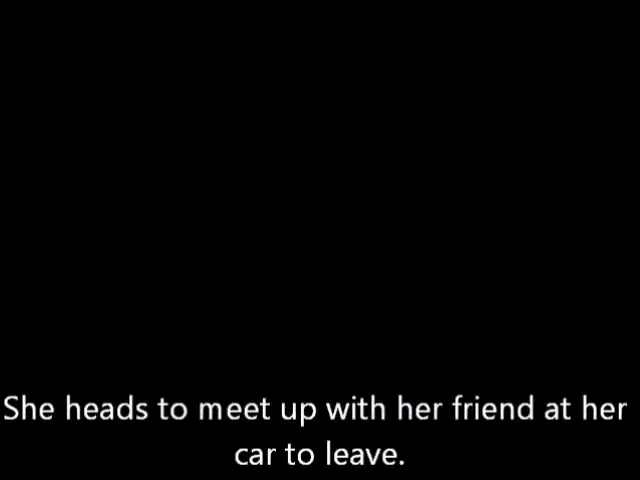 She heads to meet up with her friend at her
car to leave.